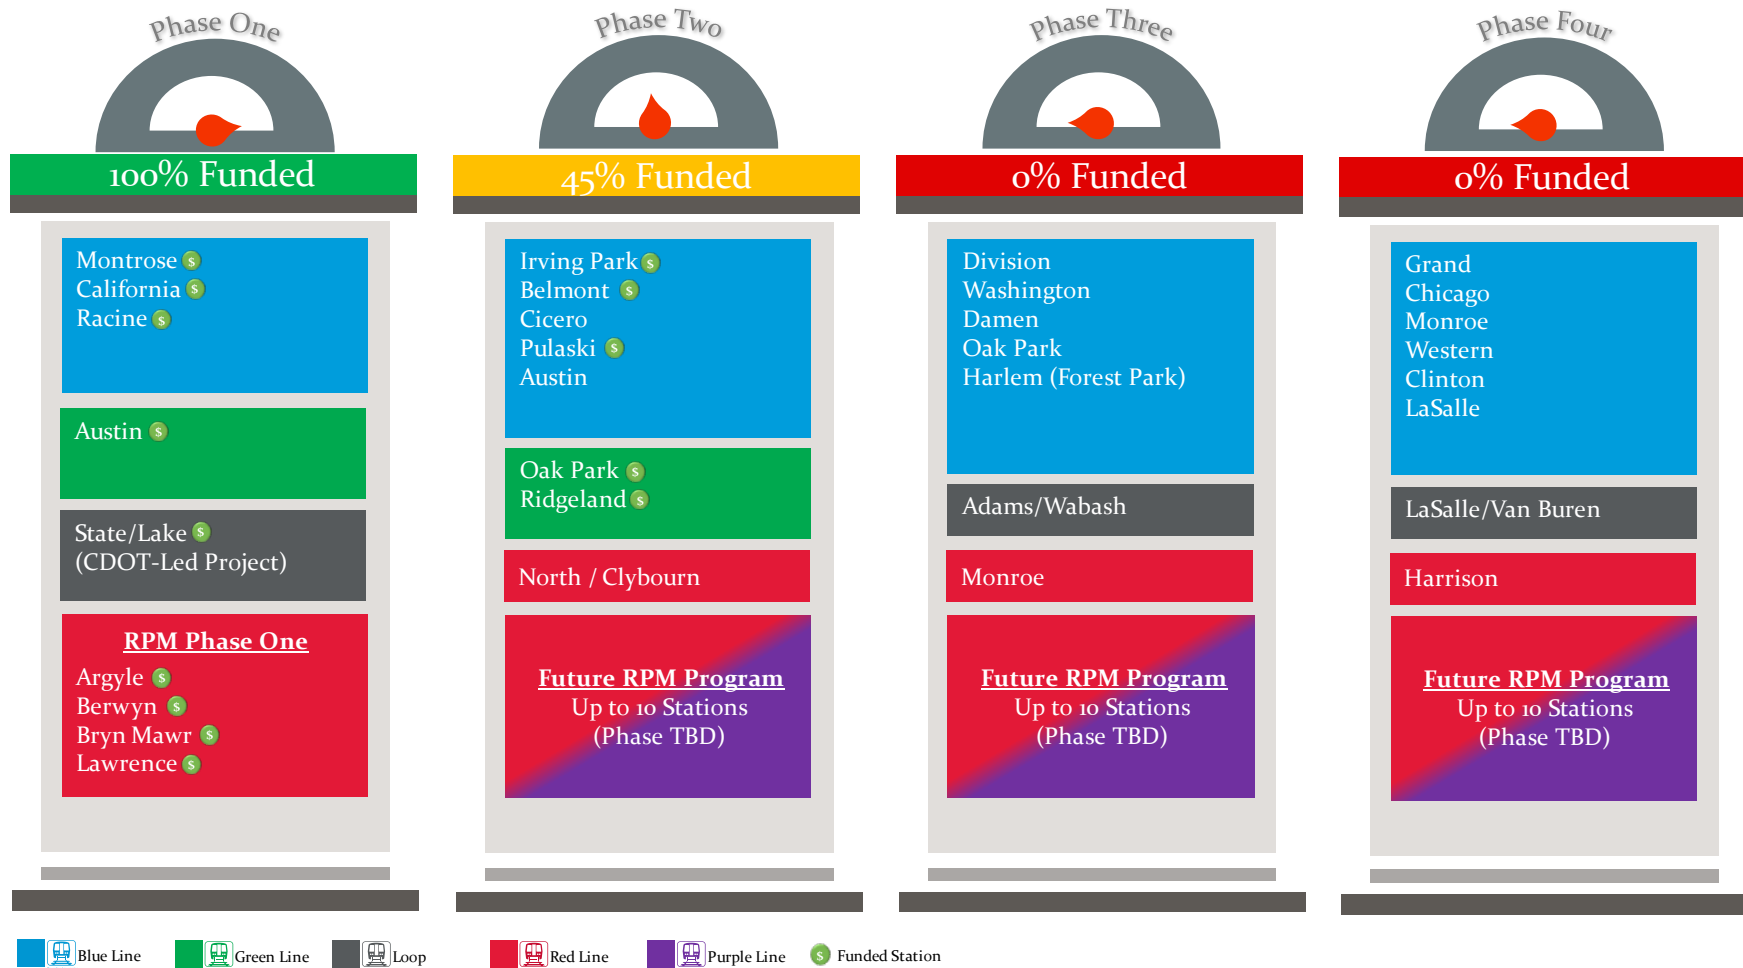 Phase One
100% Funded
Montrose $
California $
Racine $
Austin $
State/Lake $
(CDOT-Led Project)
RPM Phase One
Argyle $
Berwyn $
Bryn Mawr $
Lawrence $
Phase Two
45% Funded
Irving Park $
Belmont $
Cicero
Pulaski $
Austin
Oak Park $
Ridgeland $
North / Clybourn
Future RPM Program
Up to 10 Stations
(Phase TBD)
Phase Three
0% Funded
Division
Washington
Damen
Oak Park
Harlem (Forest Park)
Adams/Wabash
Monroe
Future RPM Program
Up to 10 Stations
(Phase TBD)
Phase Four
0% Funded
Grand
Chicago
Monroe
Western
Clinton
LaSalle
LaSalle/Van Buren
Harrison
Future RPM Program
Up to 10 Stations
(Phase TBD)
Blue Line
Green Line
Loop
Red Line
Purple Line
$ Funded Station